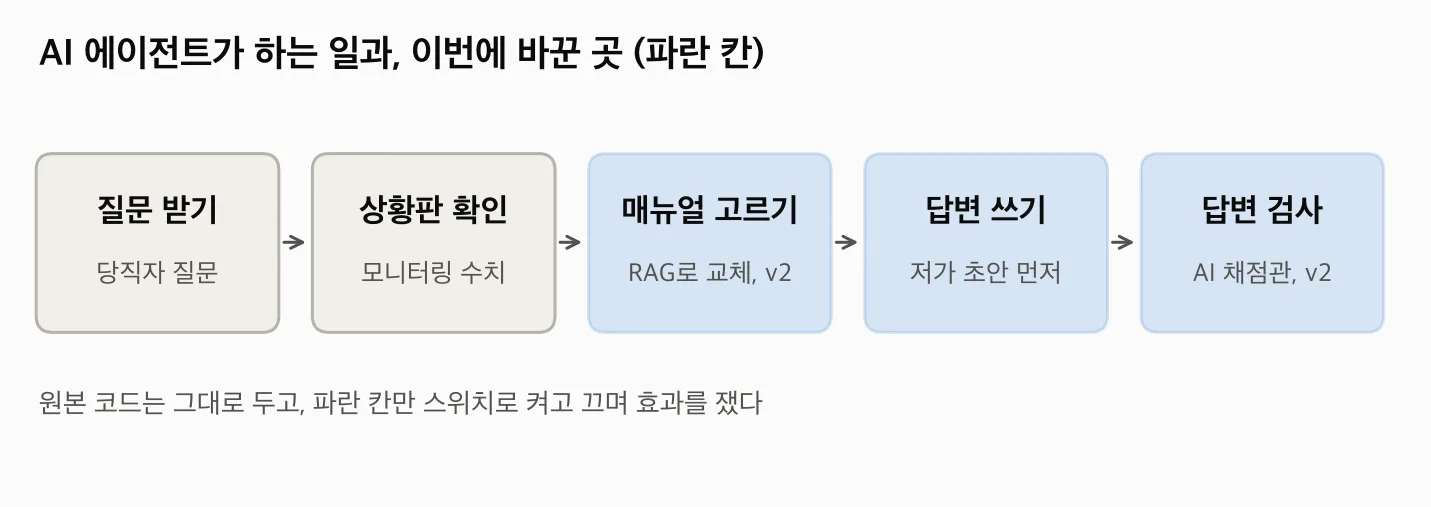 AI 에이전트가 하는 일과, 이번에 바꾼 곳 (파란 칸)
질문 받기
당직자 질문
상황판 확인
모니터링 수치
매뉴얼 고르기
RAG로 교체, v2
답변 쓰기
저가 초안 먼저
답변 검사
AI 채점관, v2
원본 코드는 그대로 두고, 파란 칸만 스위치로 켜고 끄며 효과를 쟀다